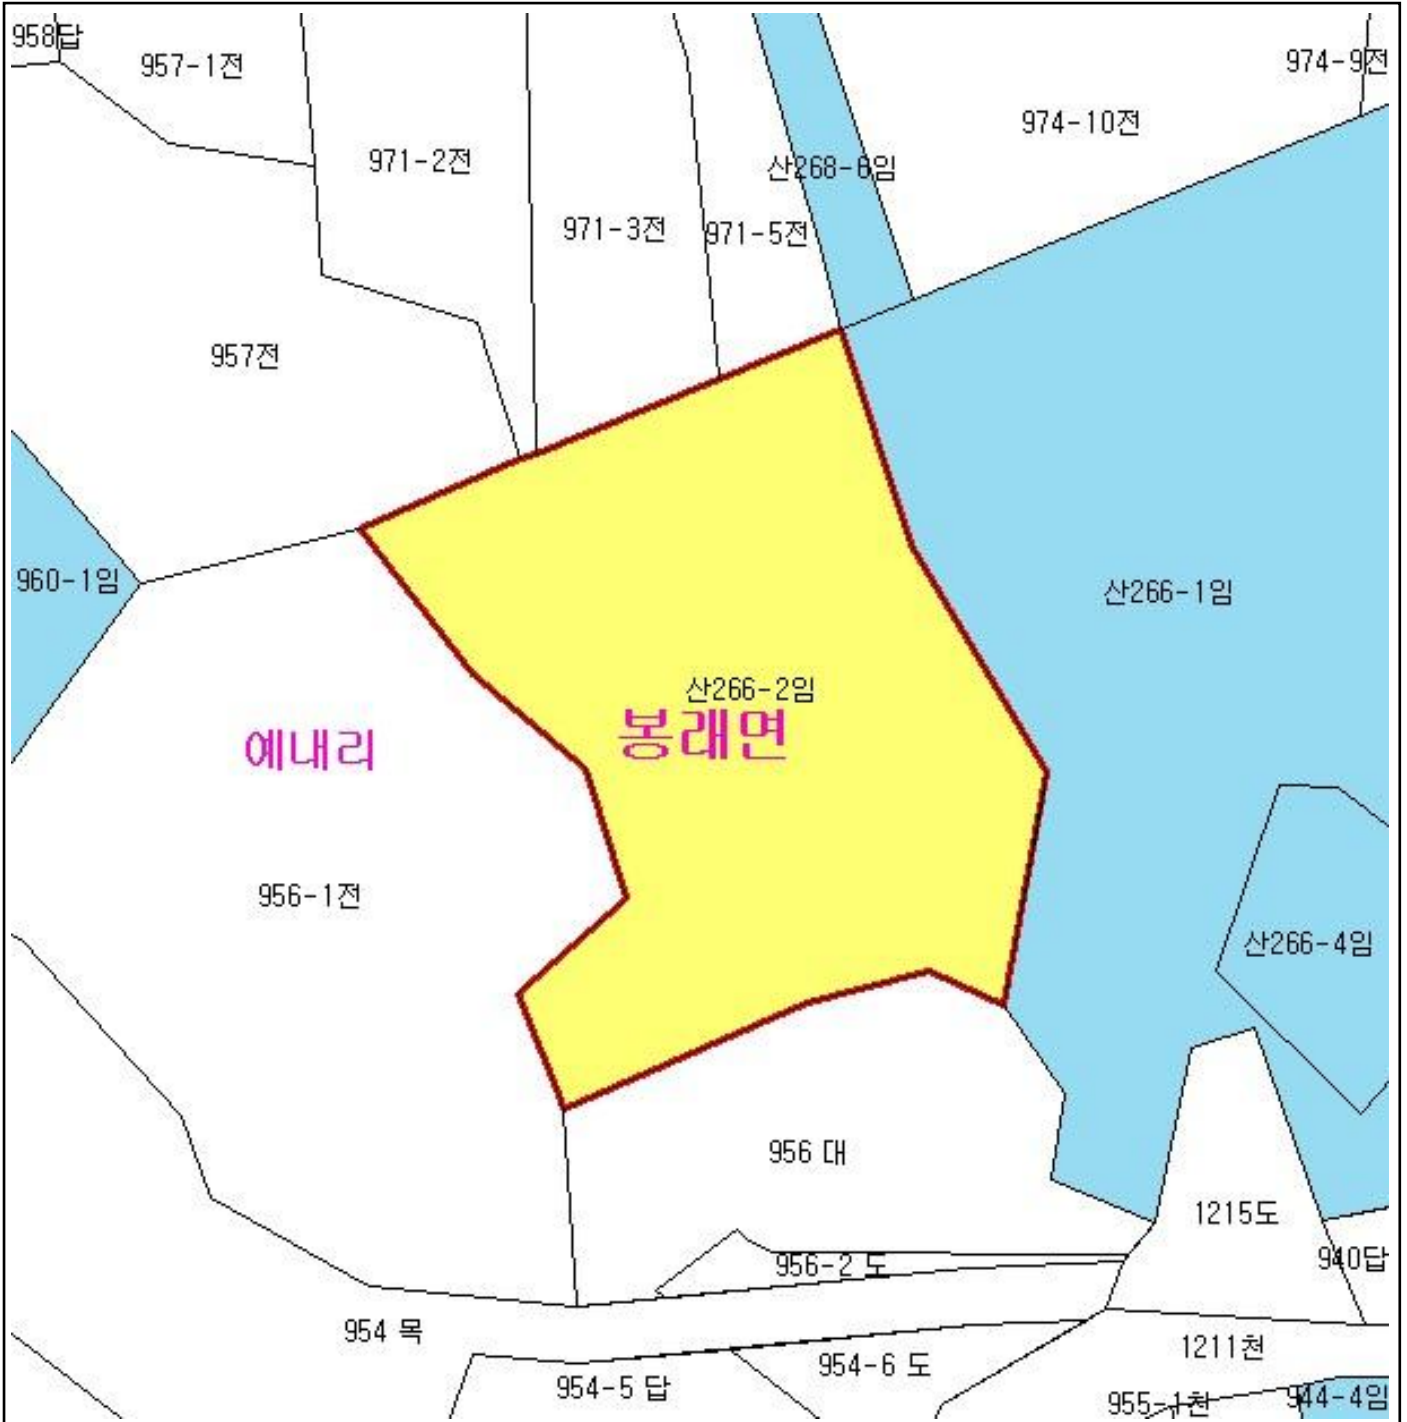 958답
957-1전
974-9전
974-10전
971-2전
산268-6임
971-3전
971-5전
957전
960-1임
산266-1임
산266-2임
봉래면
예내리
956-1전
산266-4임
956 대
1215도
956-2 도
940답
954 목
1211천
954-6 도
954-5 답
955-1천
944-4임